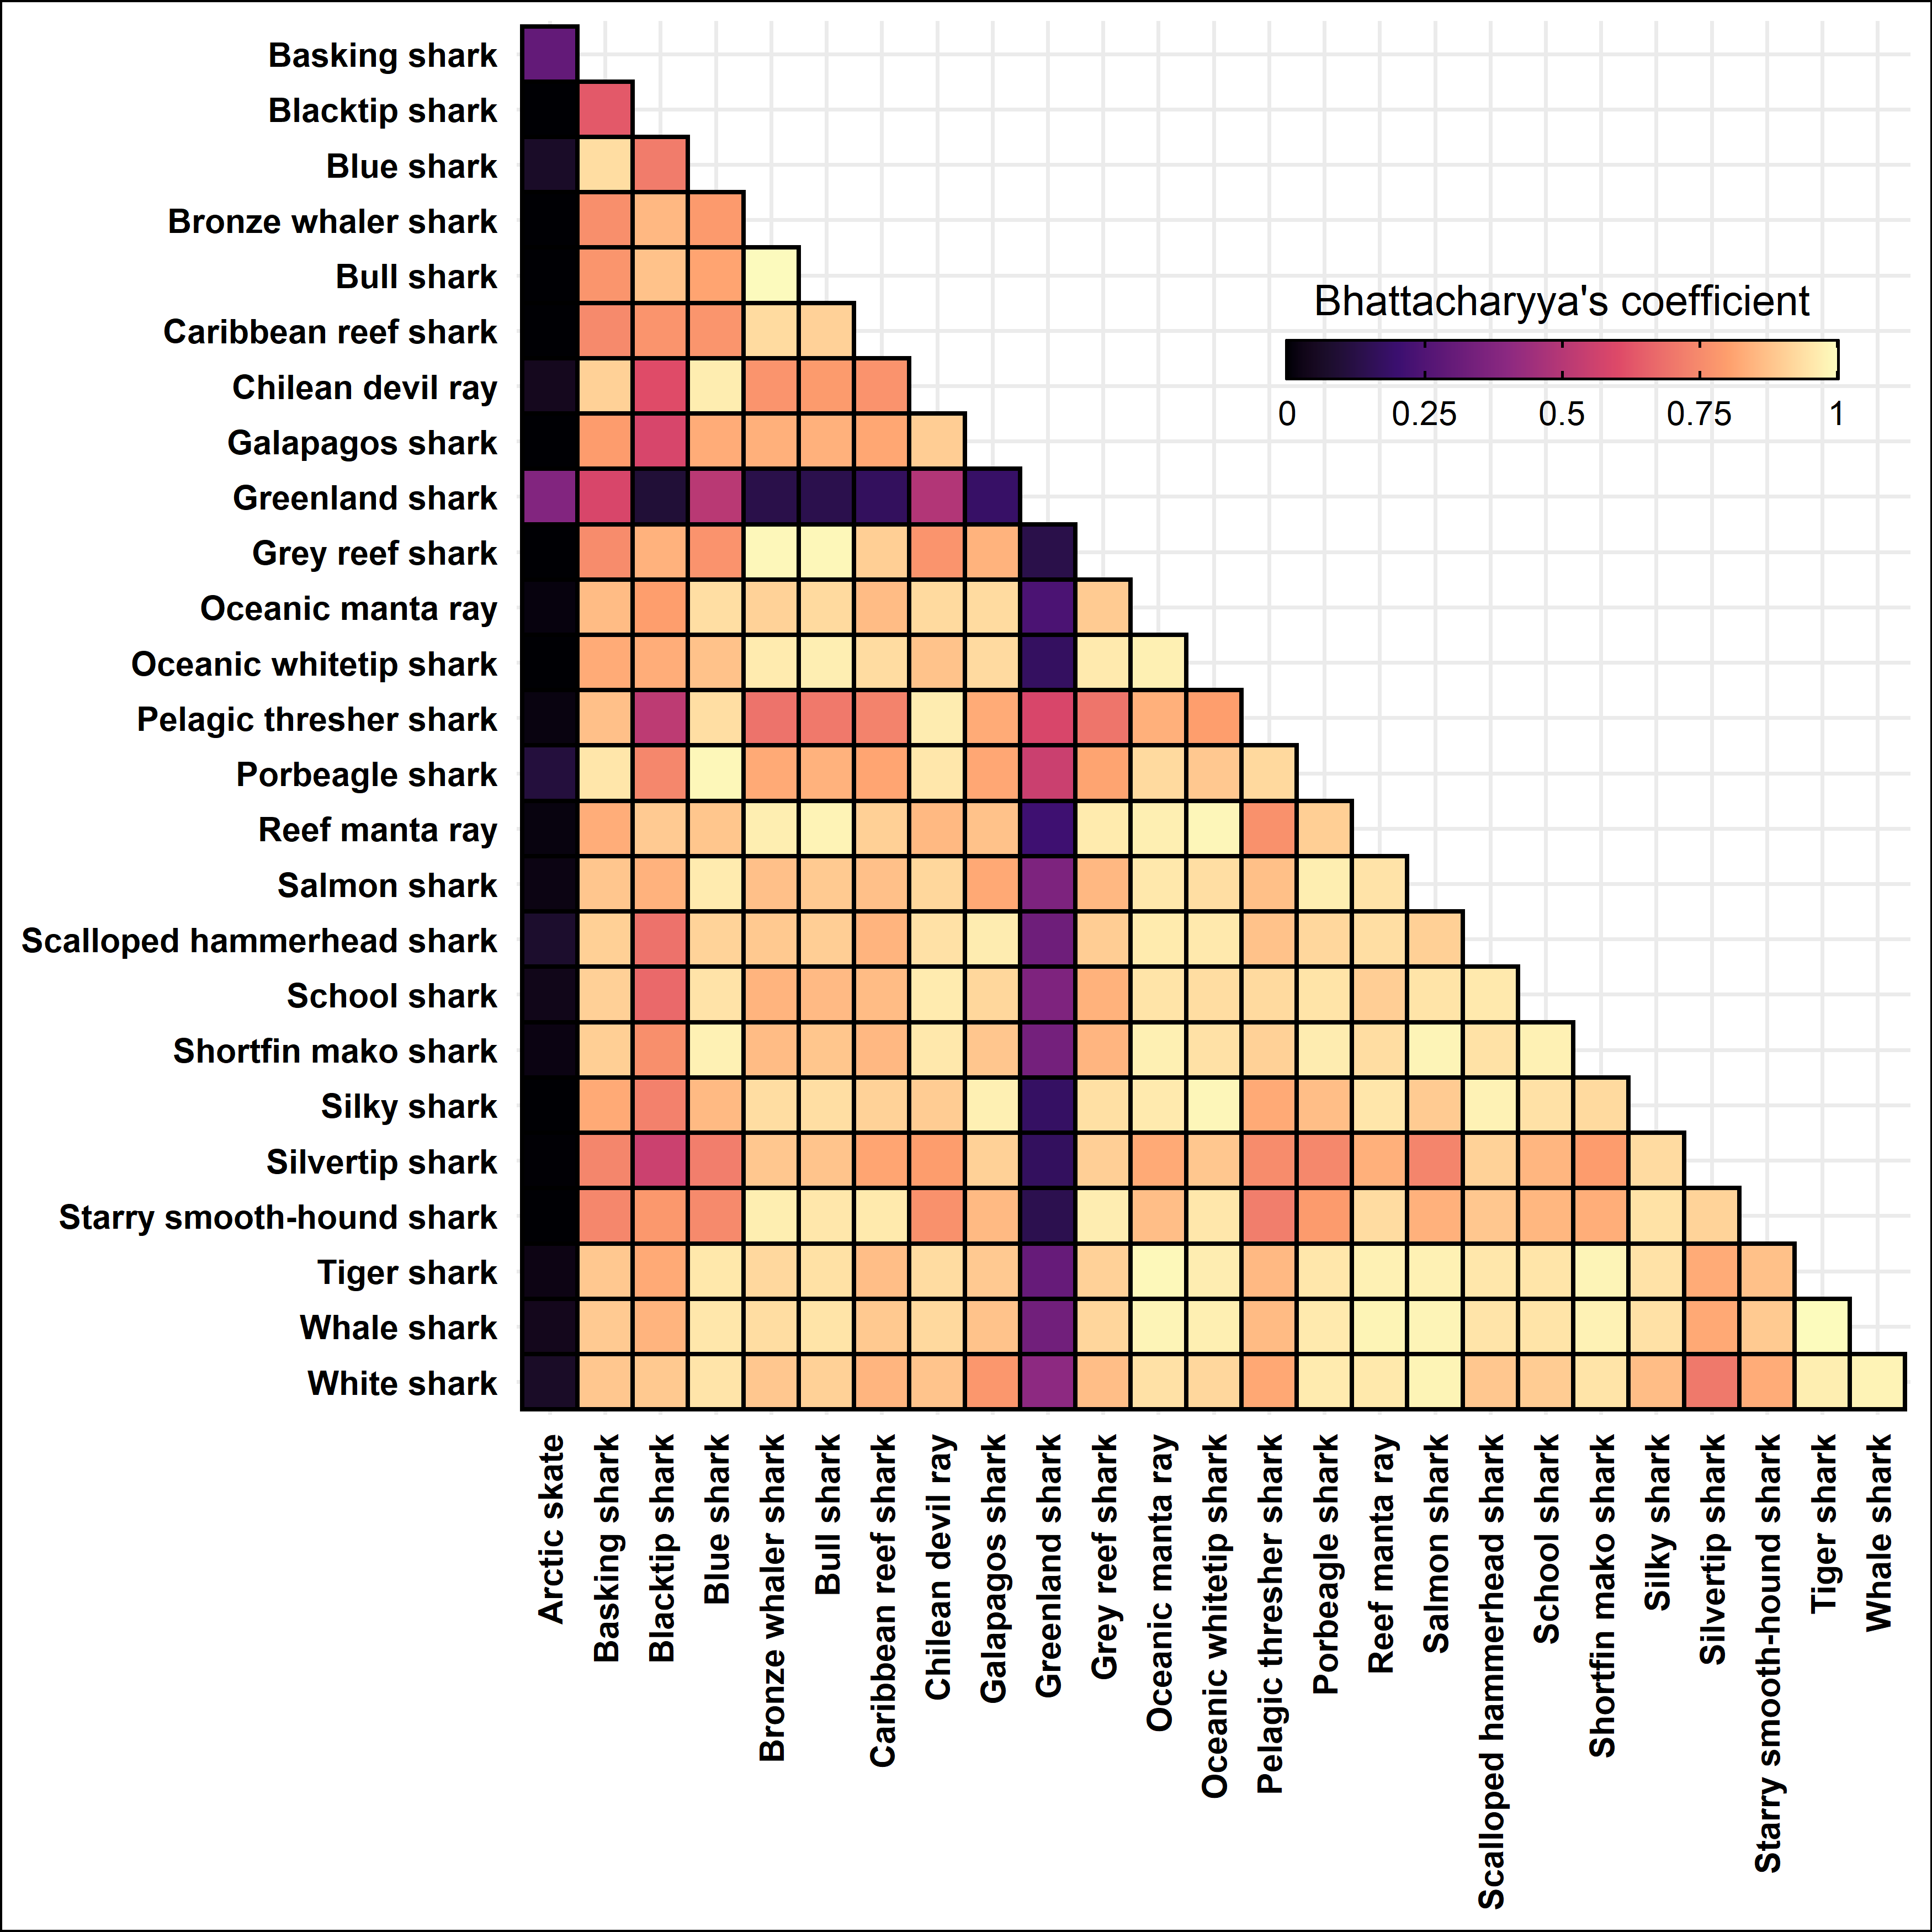 Basking shark
Blacktip shark
Blue shark
Bronze whaler shark
Bull shark
Caribbean reef shark
Chilean devil ray
Galapagos shark
Greenland shark
Grey reef shark
Oceanic manta ray
Oceanic whitetip shark
Pelagic thresher shark
Porbeagle shark
Reef manta ray
Salmon shark
Scalloped hammerhead shark
School shark
Shortfin mako shark
Silky shark
Silvertip shark
Starry smooth-hound shark
Tiger shark
Whale shark
White shark
Bhattacharyya's coefficient
0 0.25 0.5 0.75 1
Arctic skate
Basking shark
Blacktip shark
Blue shark
Bronze whaler shark
Bull shark
Caribbean reef shark
Chilean devil ray
Galapagos shark
Greenland shark
Grey reef shark
Oceanic manta ray
Oceanic whitetip shark
Pelagic thresher shark
Porbeagle shark
Reef manta ray
Salmon shark
Scalloped hammerhead shark
School shark
Shortfin mako shark
Silky shark
Silvertip shark
Starry smooth-hound shark
Tiger shark
Whale shark